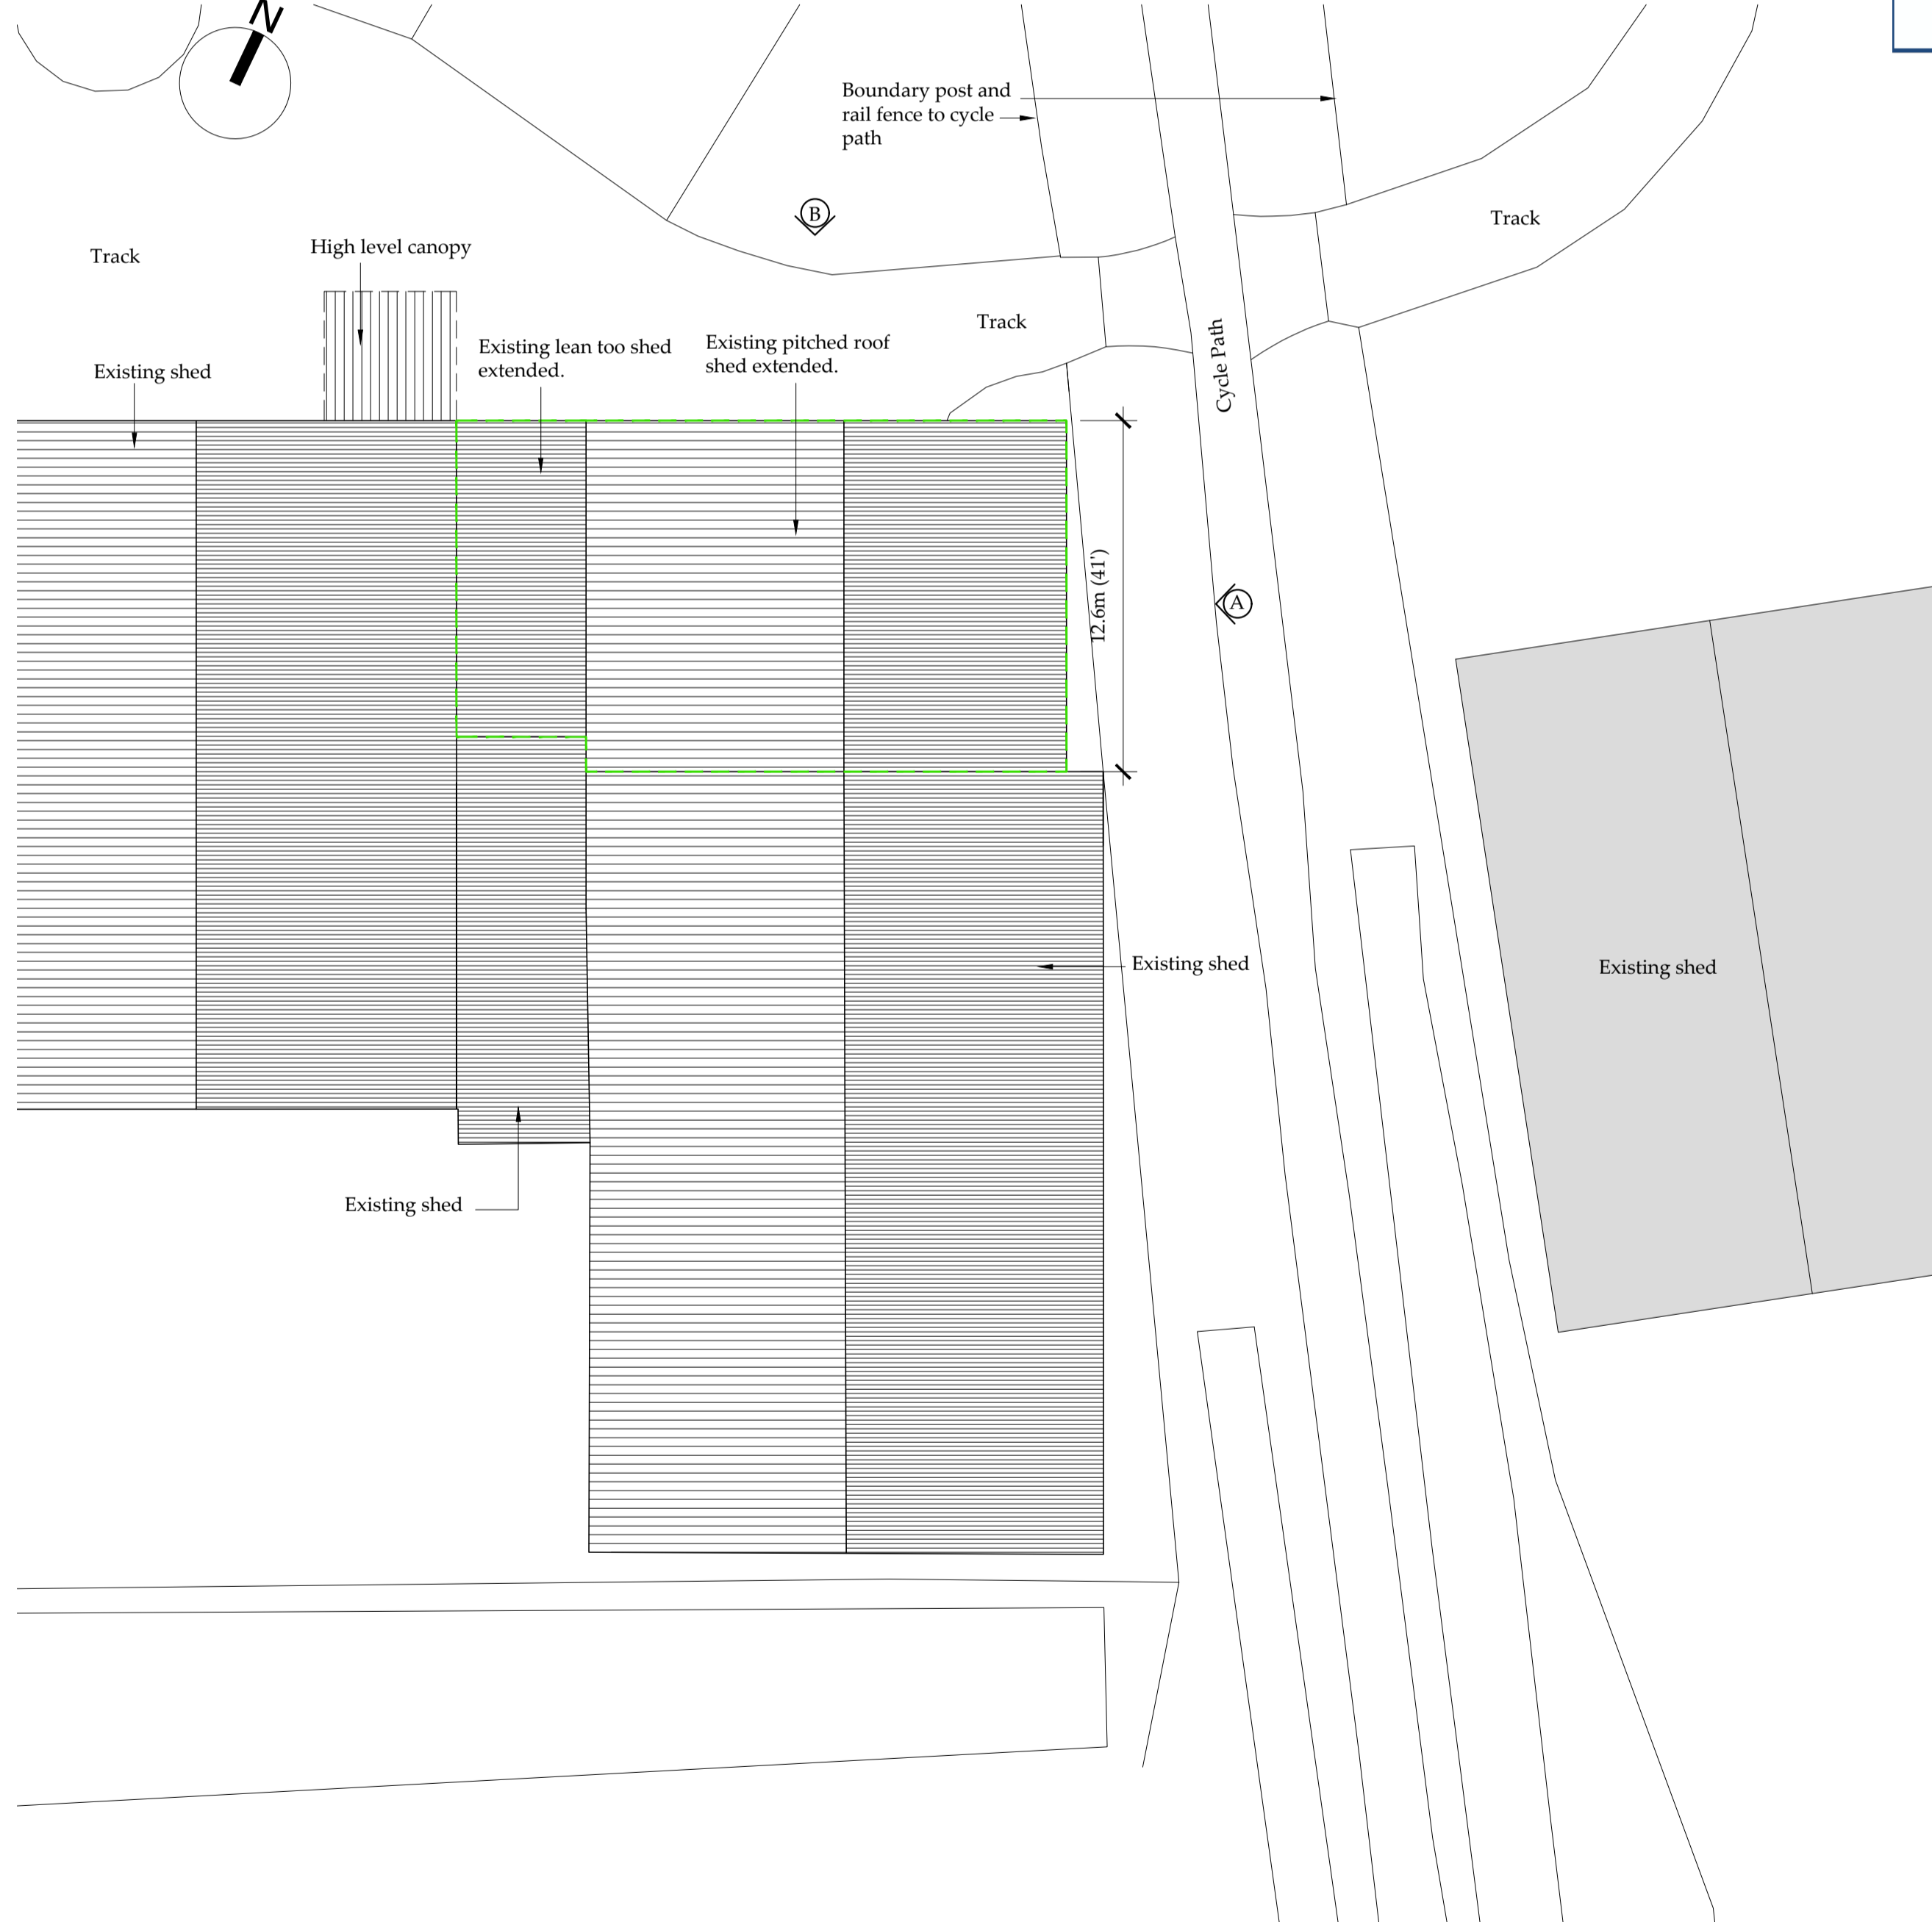 N
Boundary post and
rail fence to cycle
path
B
Track
High level canopy
Track
Track
Existing shed
Existing lean too shed
extended.
Existing pitched roof
shed extended.
Cycle Path
12.6m (41')
A
Existing shed
Existing shed
Existing shed